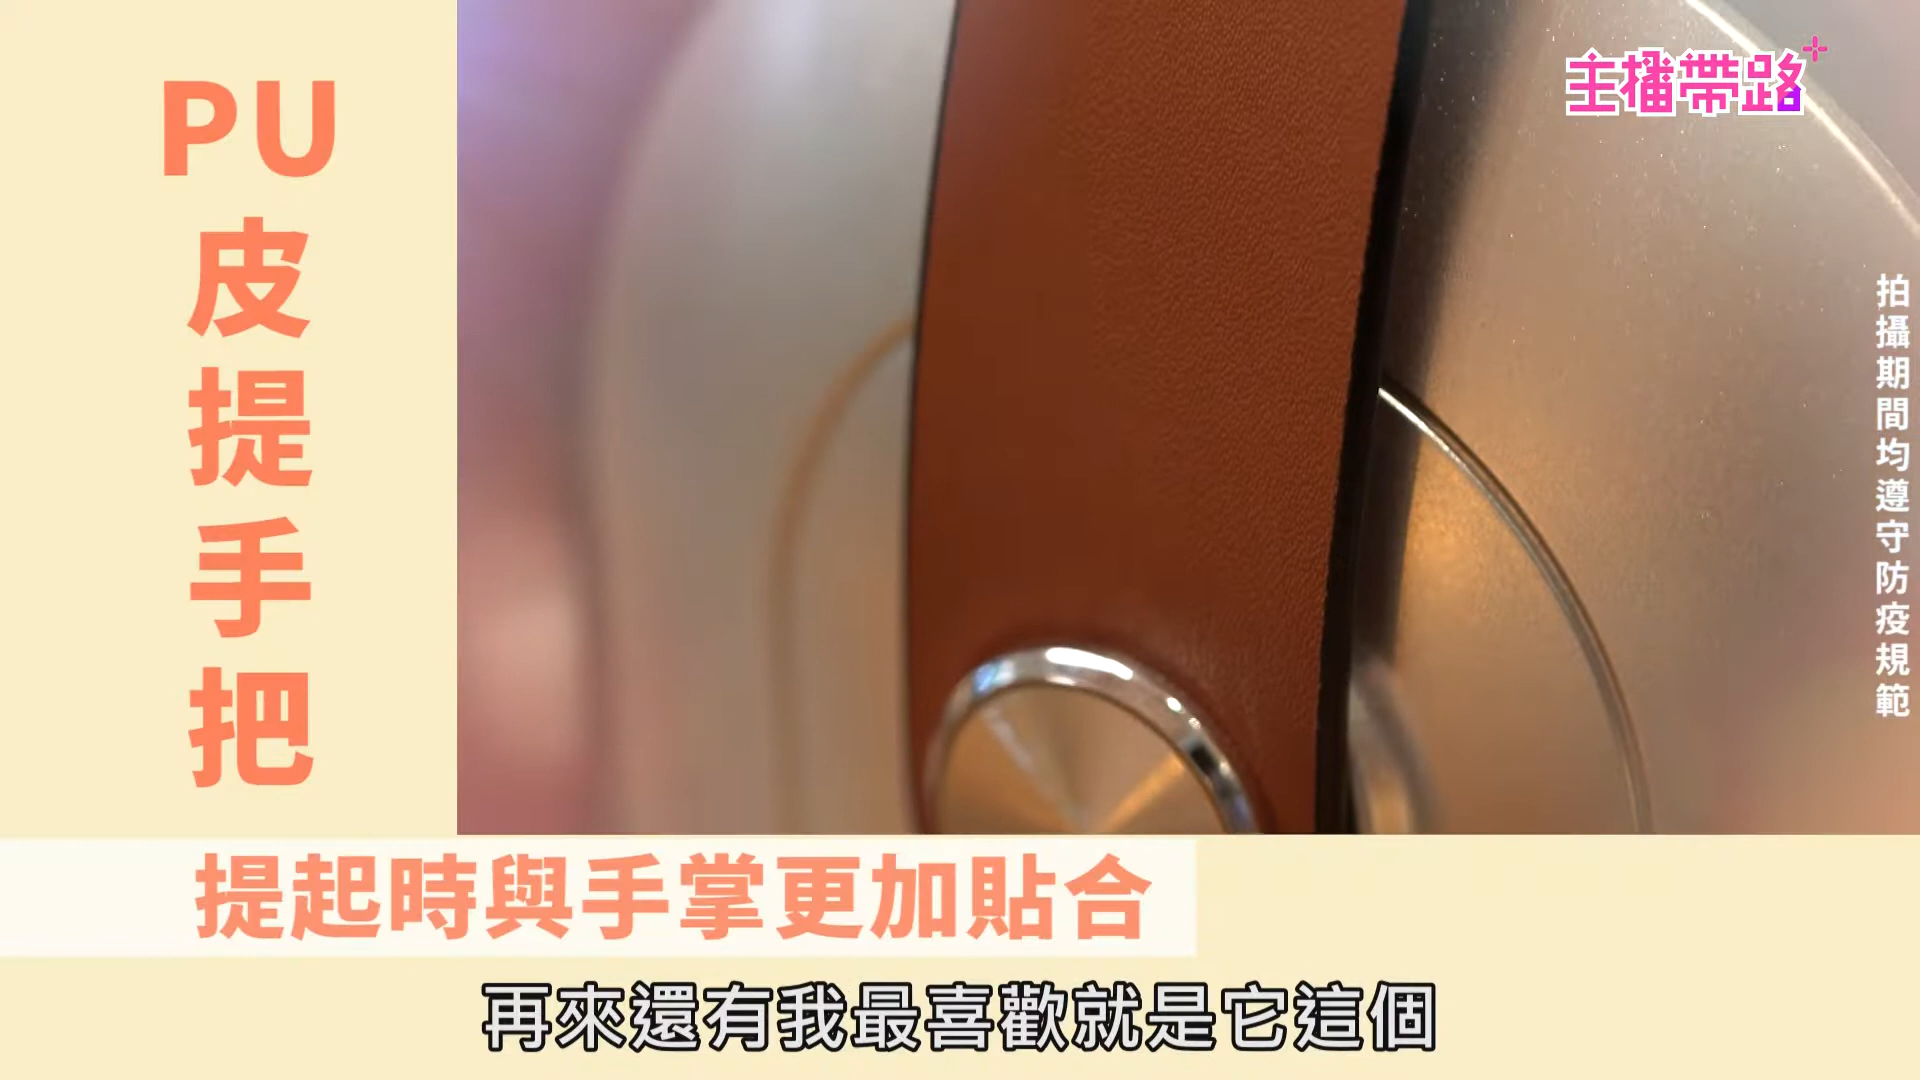 PU皮提手把
主播帶路
拍攝期間均遵守防疫規範
提起時與手掌更加貼合
再來還有我最喜歡就是它這個